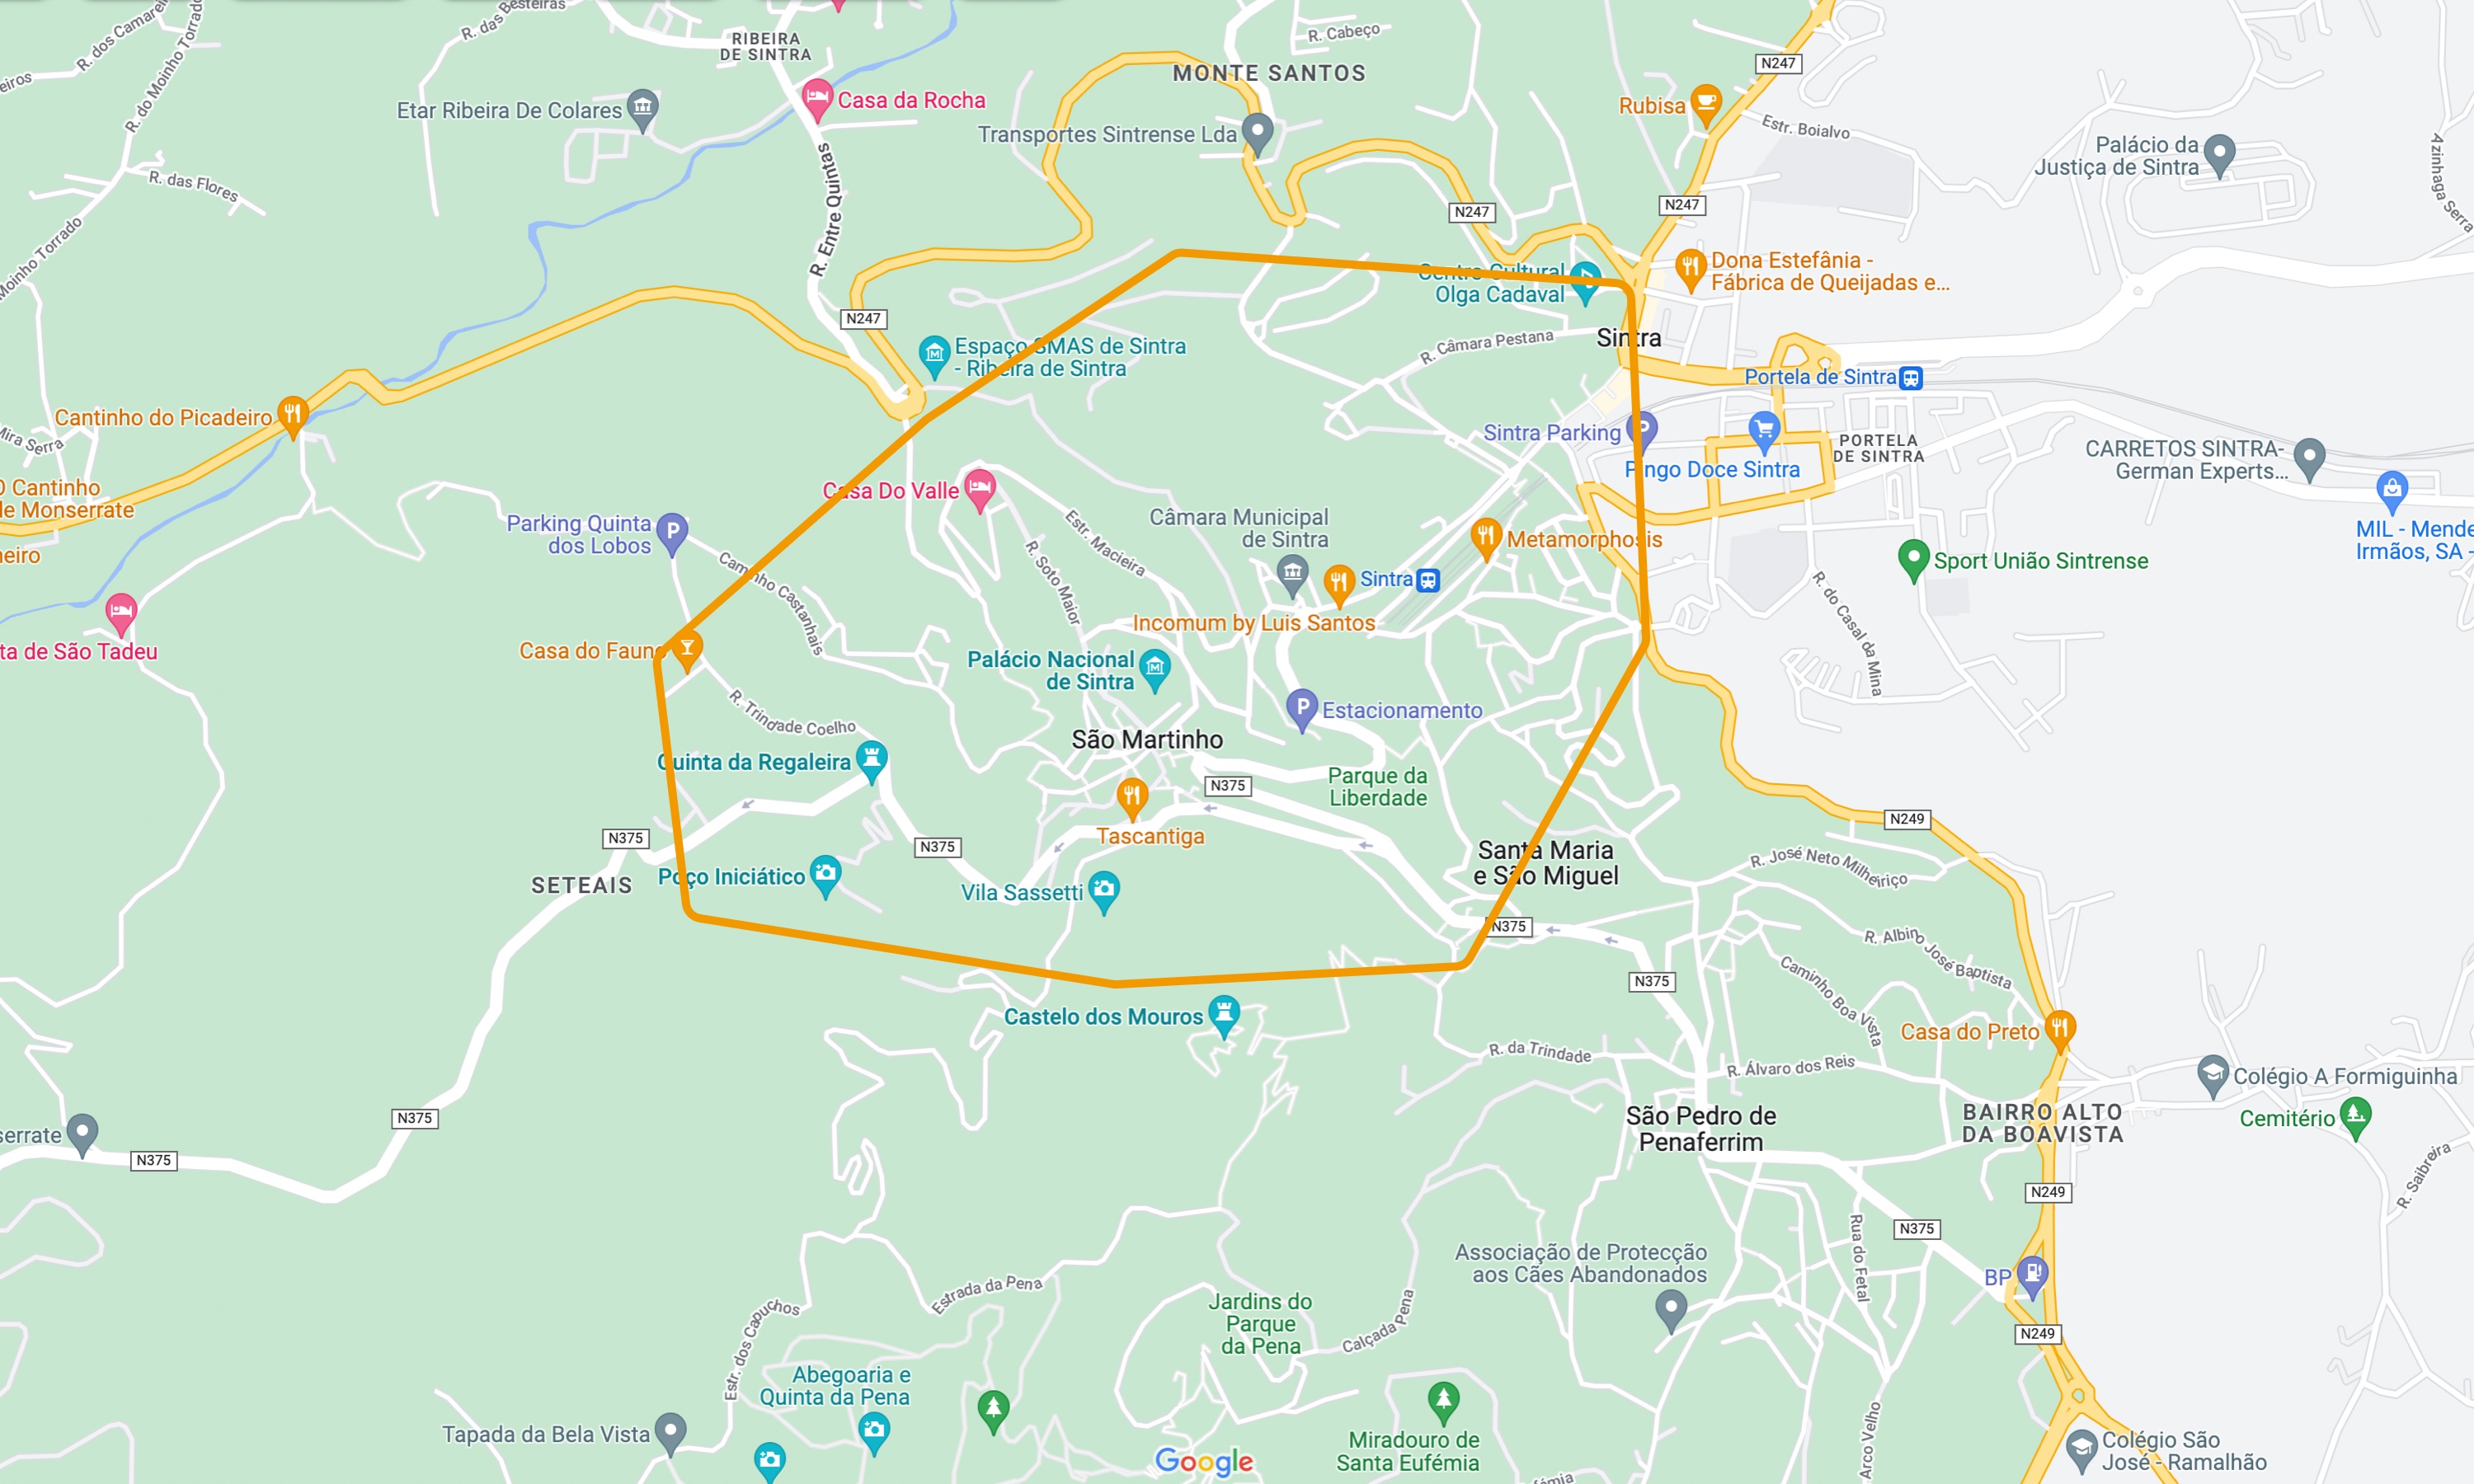 R. das Besteiras
R. dos Camarei
R. do Moinho Torrado
RIBEIRA
DE SINTRA
R. Cabeço
MONTE SANTOS
N247
eiros
Etar Ribeira De Colares
Casa da Rocha
Transportes Sintrense Lda
Rubisa
Estr. Boialvo
Palácio da
Justiça de Sintra
Azinhaga Serra
R. das Flores
R. Entre Quintas
N247
N247
Moinho Torrado
Centro Cultural
Olga Cadaval
Dona Estefânia -
Fábrica de Queijadas e...
N247
Sintra
R. Câmara Pestana
Espaço SMAS de Sintra
- Ribeira de Sintra
Portela de Sintra
Cantinho do Picadeiro
Mira Serra
Sintra Parking
PORTELA
DE SINTRA
CARRETOS SINTRA-
German Experts...
Pingo Doce Sintra
O Cantinho
de Monserrate
Casa Do Valle
Parking Quinta
dos Lobos
Estr. Macieira
Câmara Municipal
de Sintra
Metamorphosis
MIL - Mende
Irmãos, SA -
neiro
Caminho Castanhais
R. Soto Maior
Sintra
Sport União Sintrense
R. do Casal da Mina
Incomum by Luis Santos
ta de São Tadeu
Casa do Fauno
Palácio Nacional
de Sintra
R. Trindade Coelho
Estacionamento
São Martinho
Quinta da Regaleira
N375
Parque da
Liberdade
N375
N375
Tascantiga
N249
Santa Maria
e São Miguel
R. José Neto Milheiriço
SETEAIS
Poço Iniciático
Vila Sassetti
N375
R. Albino José Baptista
N375
Caminho Boa Vista
Castelo dos Mouros
Casa do Preto
R. da Trindade
R. Álvaro dos Reis
Colégio A Formiguinha
N375
São Pedro de
Penaferrim
BAIRRO ALTO
DA BOAVISTA
Cemitério
serrate
N375
R. Saibreira
N249
N375
Rua do Fetal
Associação de Protecção
aos Cães Abandonados
BP
Estrada da Pena
Jardins do
Parque
da Pena
Calçada Pena
Estr. dos Capuchos
N249
Abegoaria e
Quinta da Pena
Arco Velho
Tapada da Bela Vista
Miradouro de
Santa Eufémia
Google
Colégio São
José - Ramalhão
fémia